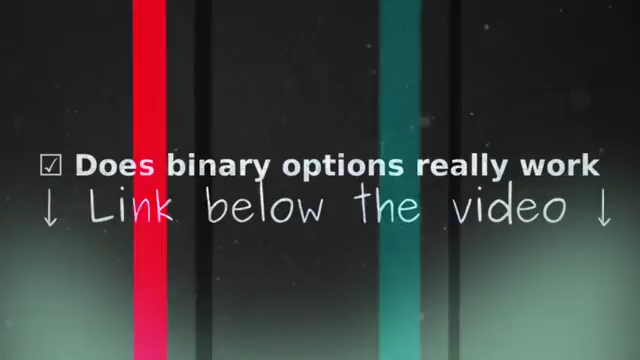 ☑ Does binary options really work
↓ Link below the video ↓